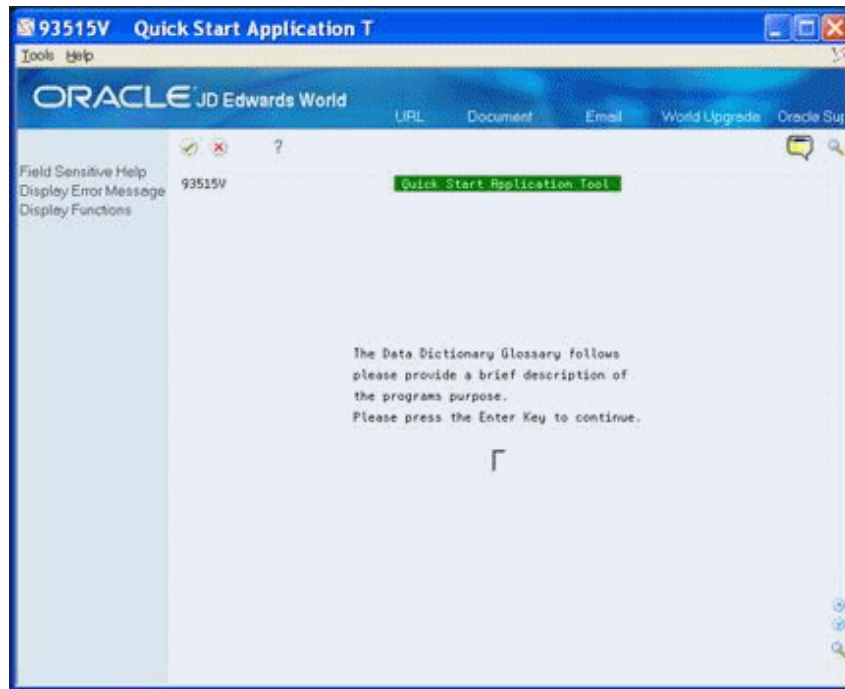 93515V Quick Start Application T
Tools Help
ORACLE JD Edwards World
URL Document Email World Upgrade Oracle Sup
?
Field Sensitive Help
Display Error Message
Display Functions
93515V Quick Start Application Tool
The Data Dictionary Glossary follows
please provide a brief description of
the programs purpose.
Please press the Enter Key to continue.